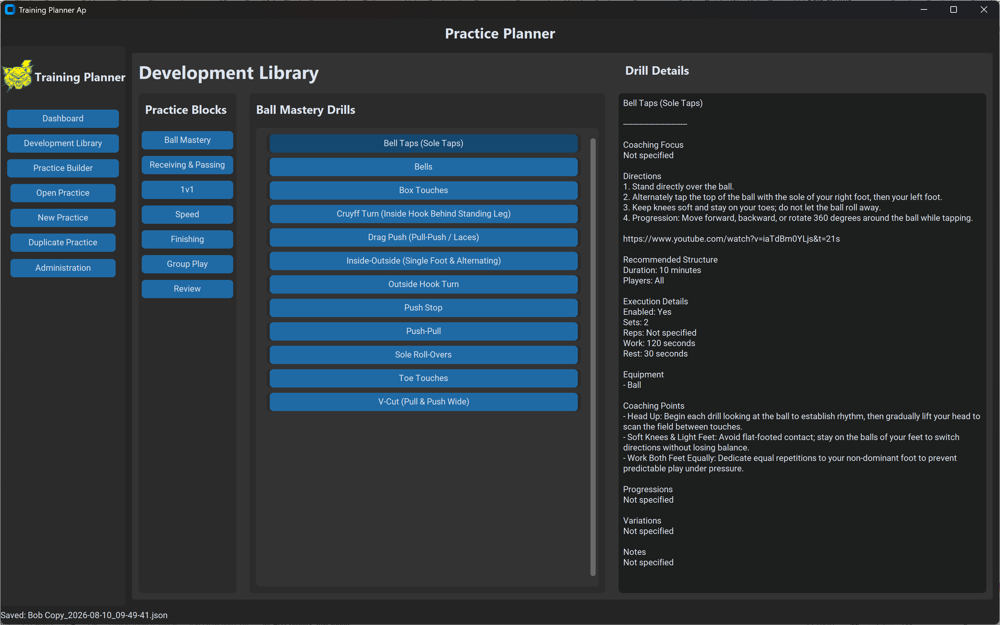 Training Planner Ap
Practice Planner
Training Planner
Dashboard
Development Library
Practice Builder
Open Practice
New Practice
Duplicate Practice
Administration
Development Library
Practice Blocks
Ball Mastery
Receiving & Passing
1v1
Speed
Finishing
Group Play
Review
Ball Mastery Drills
Bell Taps (Sole Taps)
Bells
Box Touches
Cruyff Turn (Inside Hook Behind Standing Leg)
Drag Push (Pull-Push / Laces)
Inside-Outside (Single Foot & Alternating)
Outside Hook Turn
Push Stop
Push-Pull
Sole Roll-Overs
Toe Touches
V-Cut (Pull & Push Wide)
Drill Details
Bell Taps (Sole Taps)
----------------------------
Coaching Focus
Not specified
Directions
1. Stand directly over the ball.
2. Alternately tap the top of the ball with the sole of your right foot, then your left foot.
3. Keep knees soft and stay on your toes; do not let the ball roll away.
4. Progression: Move forward, backward, or rotate 360 degrees around the ball while tapping.
https://www.youtube.com/watch?v=iaTdBm0YLjs&t=21s
Recommended Structure
Duration: 10 minutes
Players: All
Execution Details
Enabled: Yes
Sets: 2
Reps: Not specified
Work: 120 seconds
Rest: 30 seconds
Equipment
- Ball
Coaching Points
- Head Up: Begin each drill looking at the ball to establish rhythm, then gradually lift your head to
scan the field between touches.
- Soft Knees & Light Feet: Avoid flat-footed contact; stay on the balls of your feet to switch
directions without losing balance.
- Work Both Feet Equally: Dedicate equal repetitions to your non-dominant foot to prevent
predictable play under pressure.
Progressions
Not specified
Variations
Not specified
Notes
Not specified
Saved: Bob Copy_2026-08-10_09-49-41.json